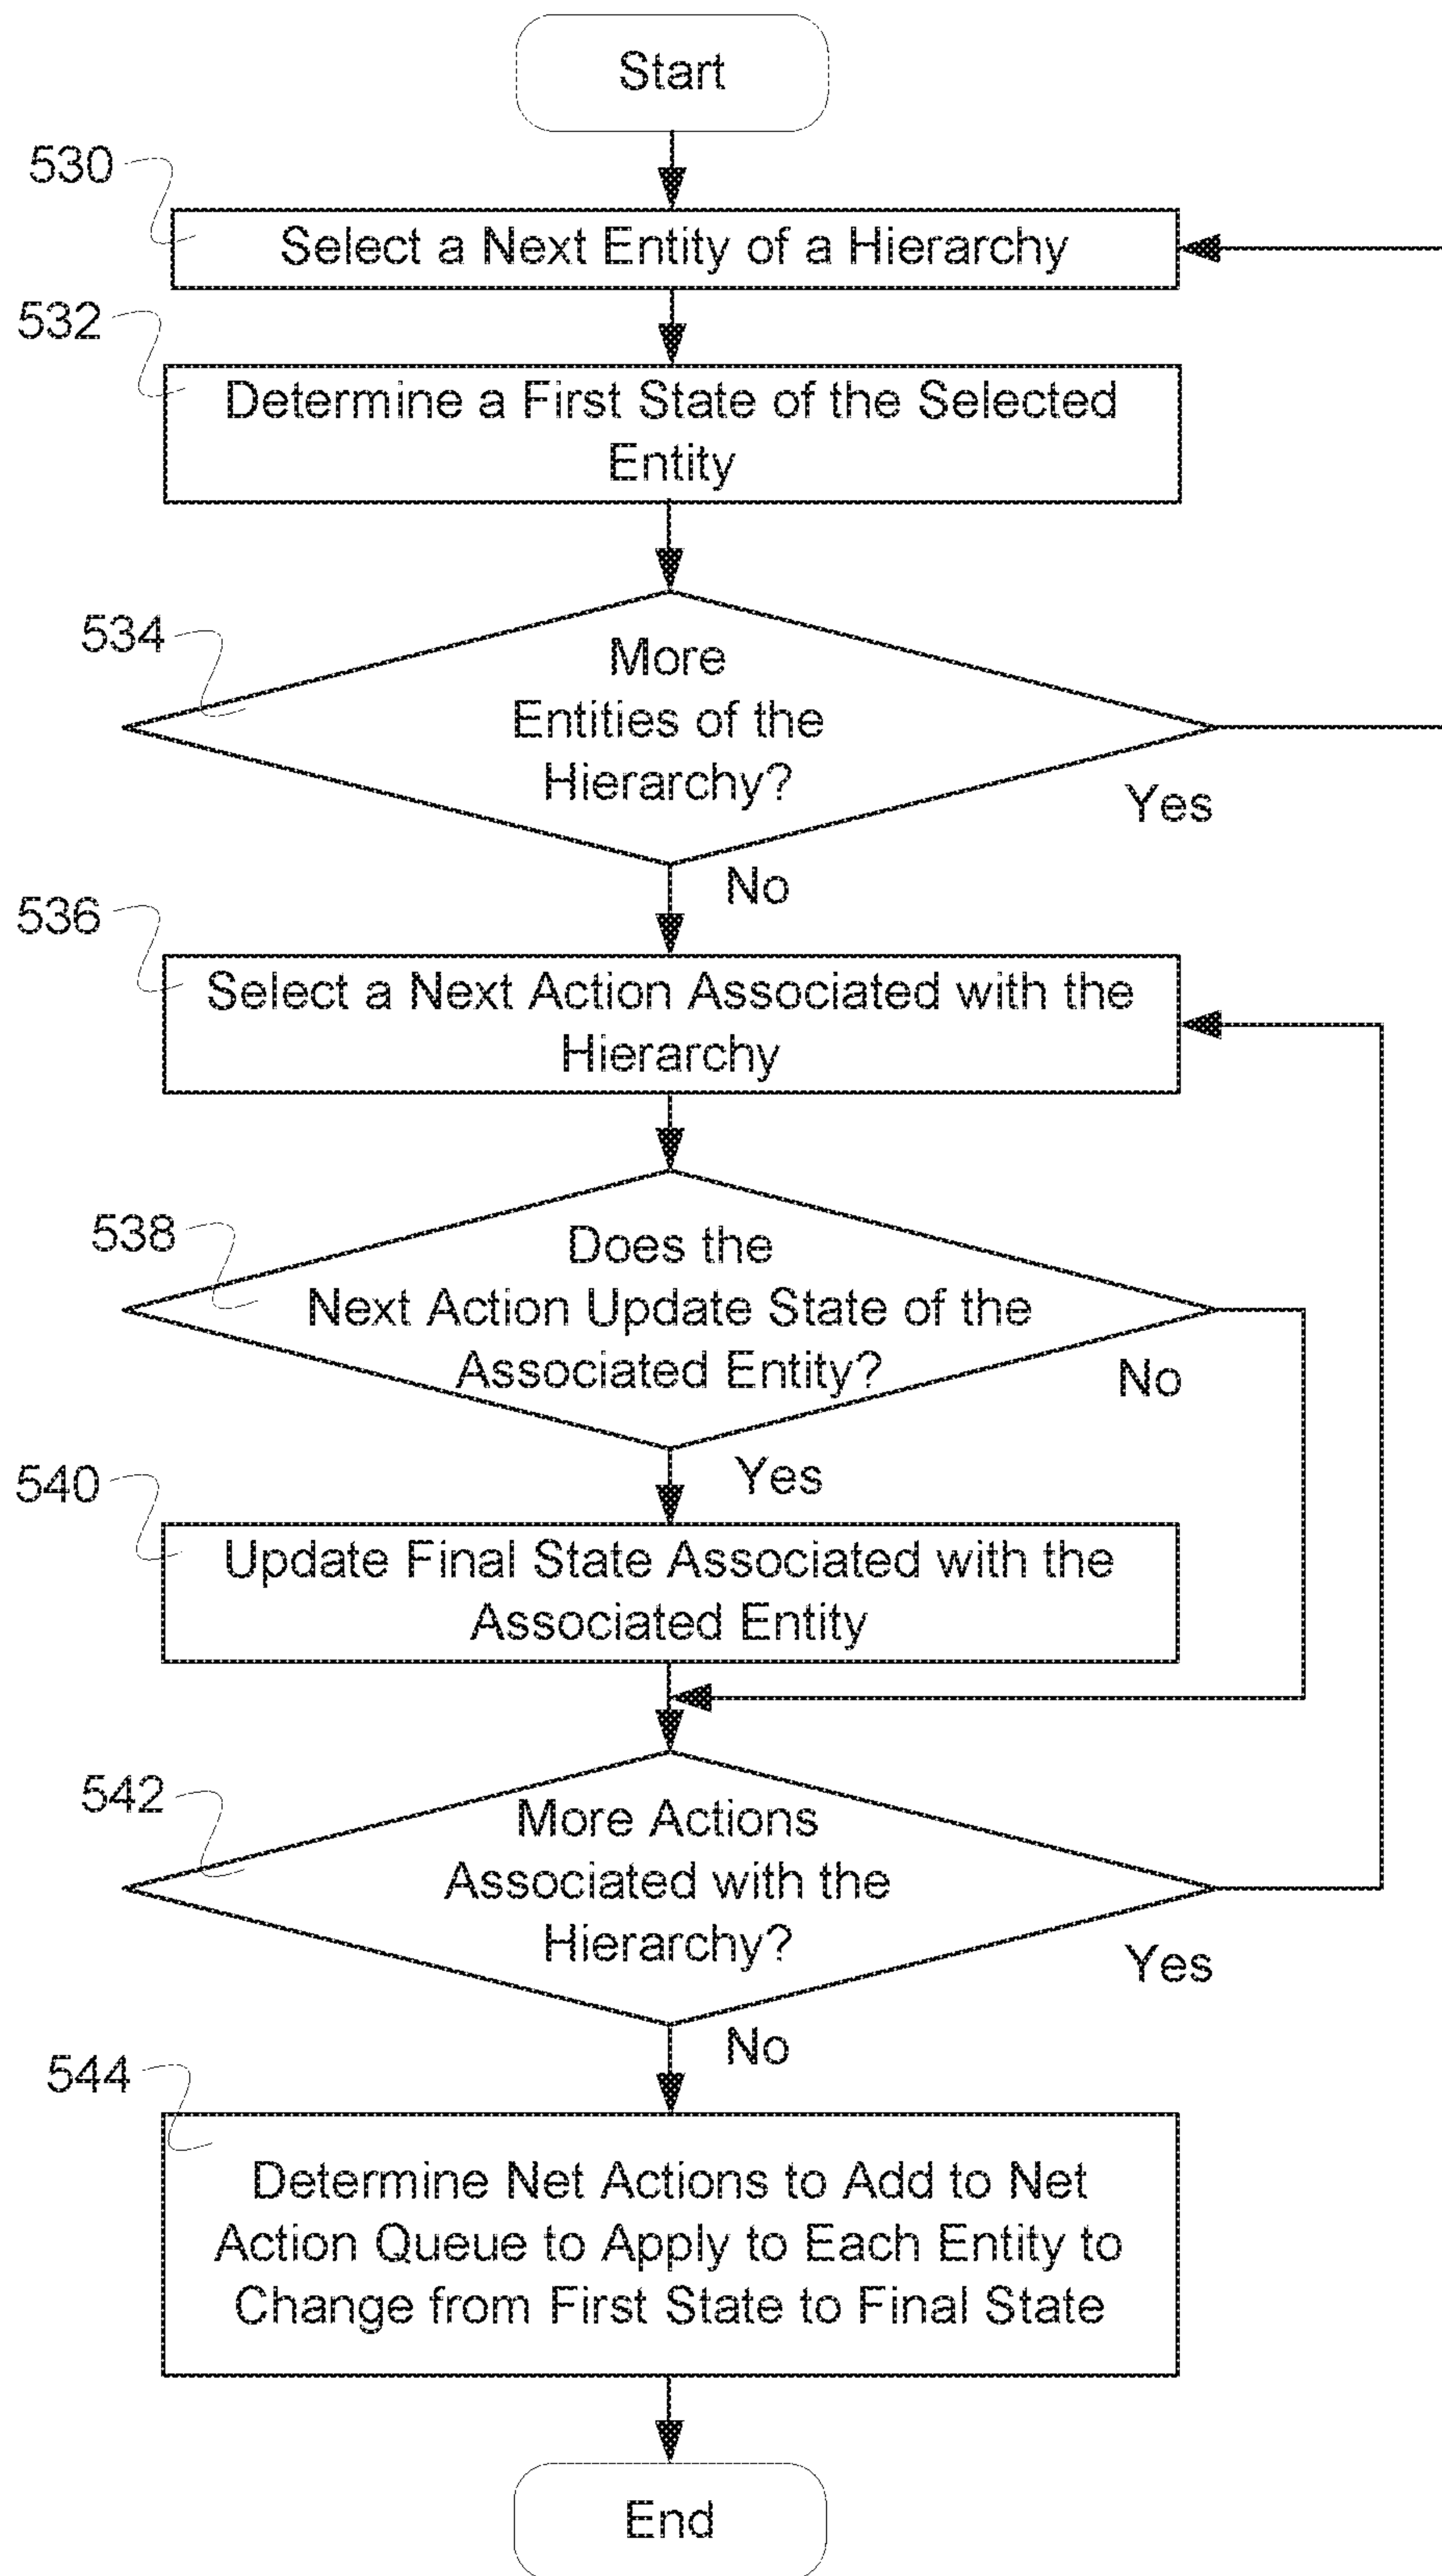 Start
530
Select a Next Entity of a Hierarchy
532
Determine a First State of the Selected
Entity
534
More
Entities of the
Hierarchy?
Yes
No
536
Select a Next Action Associated with the
Hierarchy
538
Does the
Next Action Update State of the
Associated Entity?
No
Yes
540
Update Final State Associated with the
Associated Entity
542
More Actions
Associated with the
Hierarchy?
Yes
No
544
Determine Net Actions to Add to Net
Action Queue to Apply to Each Entity to
Change from First State to Final State
End